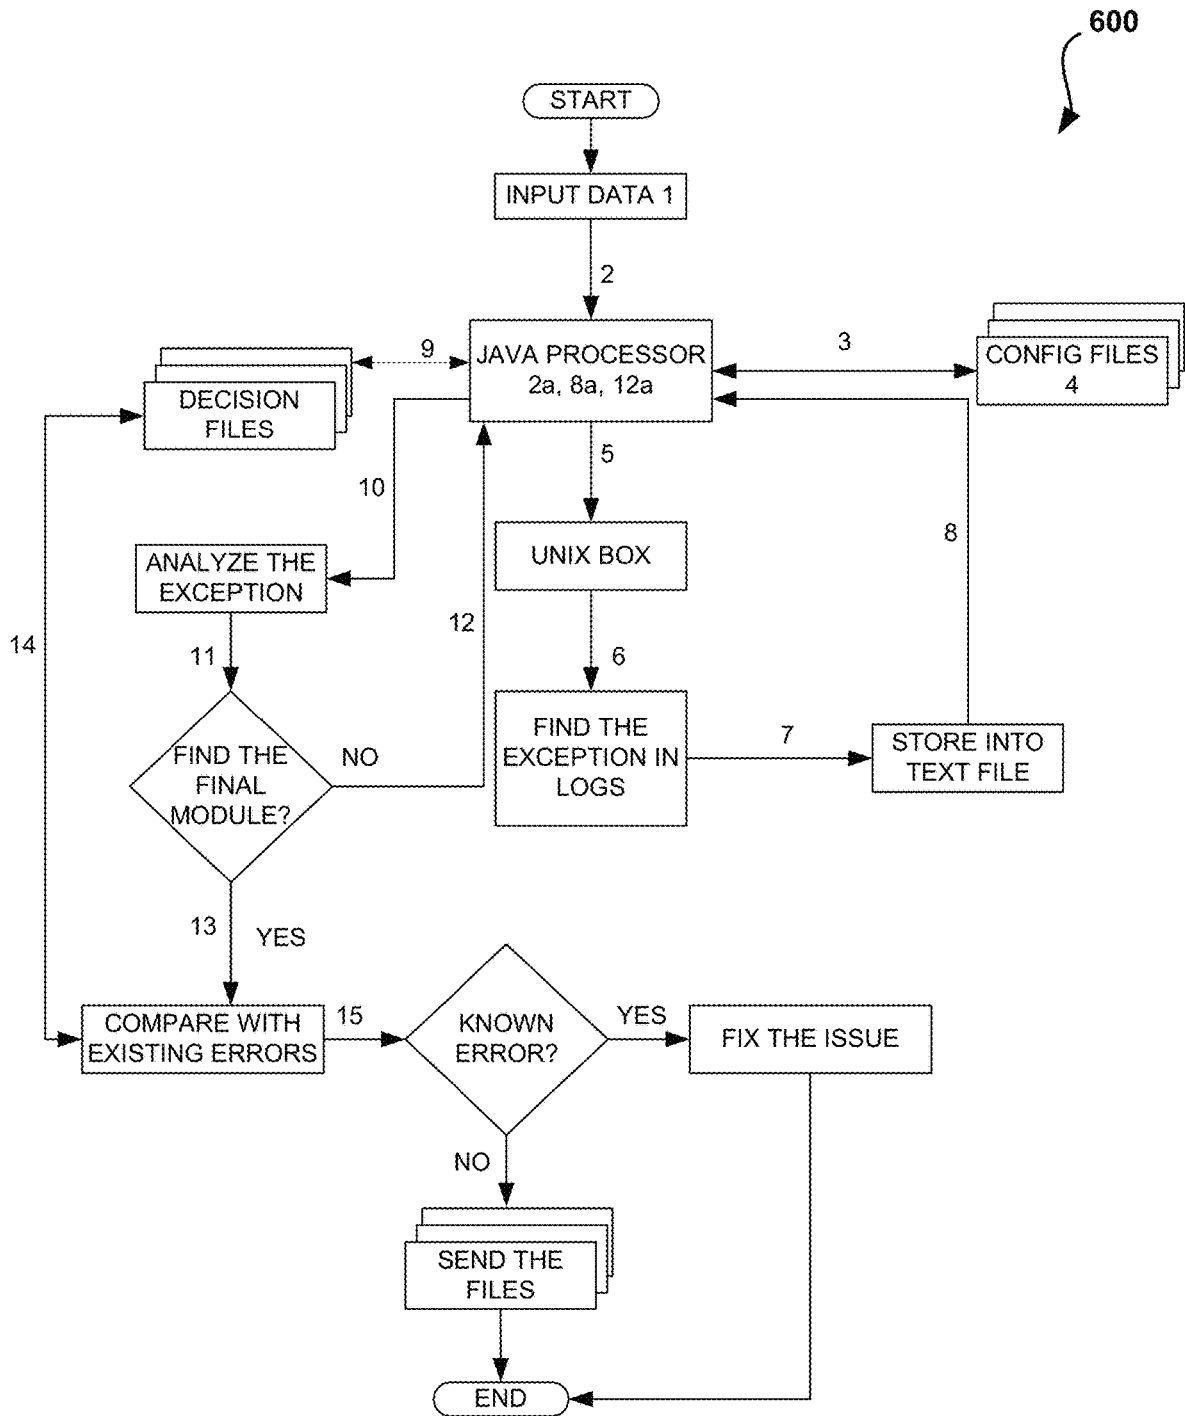 600
START
INPUT DATA 1
2
JAVA PROCESSOR
2a, 8a, 12a
3
CONFIG FILES
4
9
DECISION
FILES
10
5
8
UNIX BOX
ANALYZE THE
EXCEPTION
12
14
11
6
FIND THE
EXCEPTION IN
LOGS
7
STORE INTO
TEXT FILE
FIND THE
FINAL
MODULE?
NO
13
YES
COMPARE WITH
EXISTING ERRORS
15
KNOWN
ERROR?
YES
FIX THE ISSUE
NO
SEND THE
FILES
END